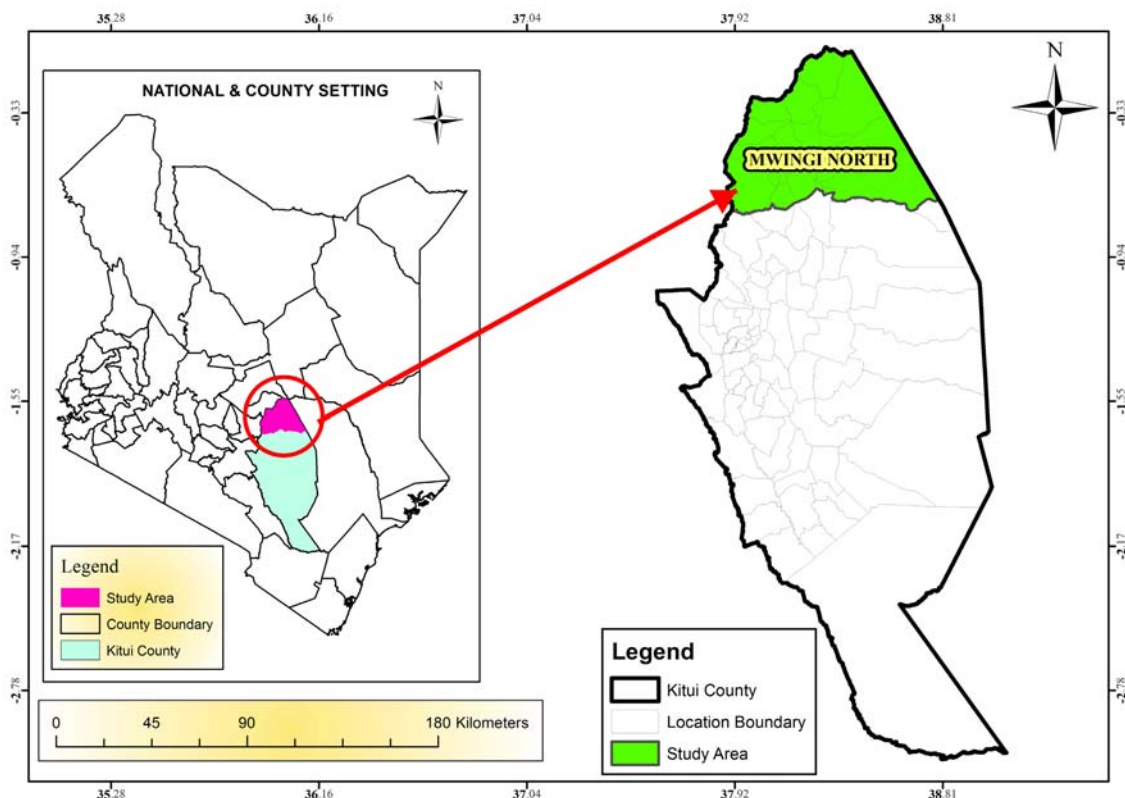 35.28 36.16 37.04 37.92 38.81
NATIONAL & COUNTY SETTING
N
N
-0.33 -0.33
MWINGI NORTH
-0.94 -0.94
-1.55 -1.55
-2.17 -2.17
Legend
Study Area
County Boundary
Kitui County
Legend
Kitui County
Location Boundary
Study Area
-2.78 -2.78
0 45 90 180 Kilometers
35.28 36.16 37.04 37.92 38.81